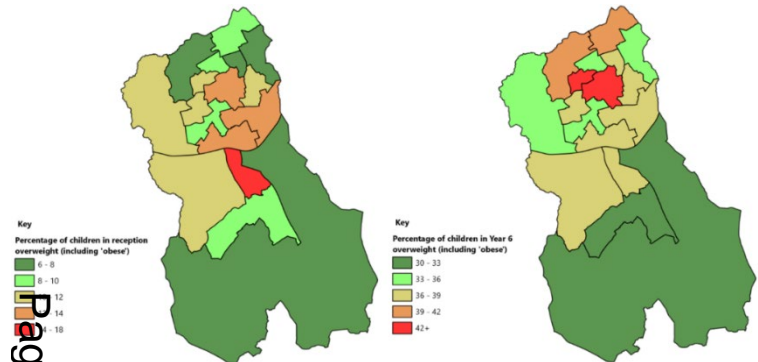 Key
Percentage of children in reception
overweight (including 'obese')
6 - 8
8 - 10
12
14
18
Pag
Key
Percentage of children in Year 6
overweight (including 'obese')
30 - 33
33 - 36
36 - 39
39 - 42
42+